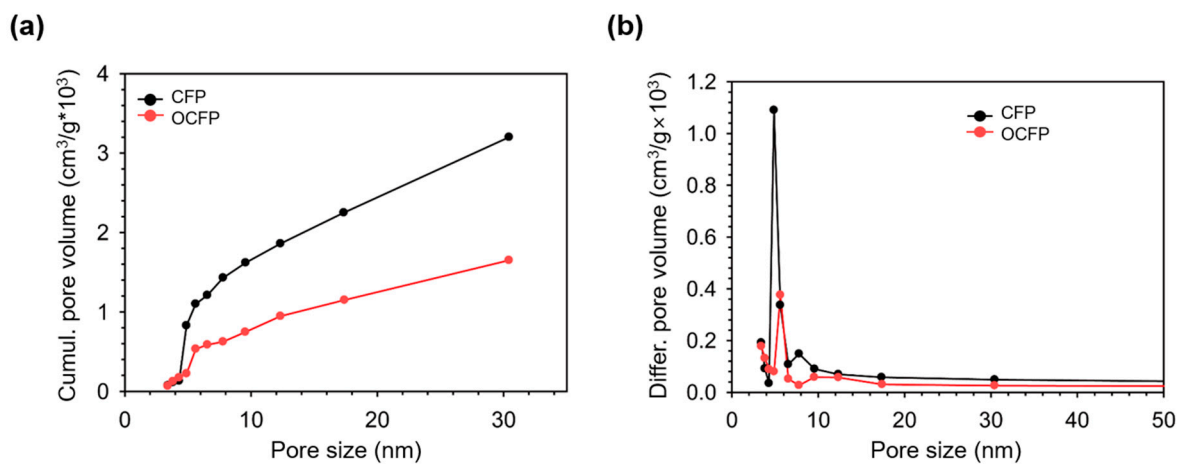 (a)
Cumul. pore volume (cm³/g*10³)
4
3
2
1
0
CFP
OCFP
0 10 20 30
Pore size (nm)
(b)
Differ. pore volume (cm³/g×10³)
1.2
1.0
0.8
0.6
0.4
0.2
0.0
CFP
OCFP
0 10 20 30 40 50
Pore size (nm)